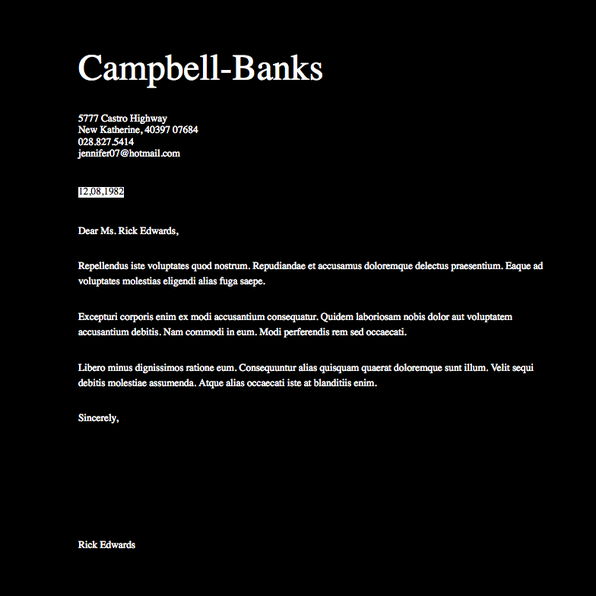 Campbell-Banks
5777 Castro Highway
New Katherine, 40397 07684
028.827.5414
jennifer07@hotmail.com
12,08,1982
Dear Ms. Rick Edwards,
Repellendus iste voluptates quod nostrum. Repudiandae et accusamus doloremque delectus praesentium. Eaque ad
voluptates molestias eligendi alias fuga saepe.
Excepturi corporis enim ex modi accusantium consequatur. Quidem laboriosam nobis dolor aut voluptatem
accusantium debitis. Nam commodi in eum. Modi perferendis rem sed occaecati.
Libero minus dignissimos ratione eum. Consequuntur alias quisquam quaerat doloremque sunt illum. Velit sequi
debitis molestiae assumenda. Atque alias occaecati iste at blanditiis enim.
Sincerely,
Rick Edwards